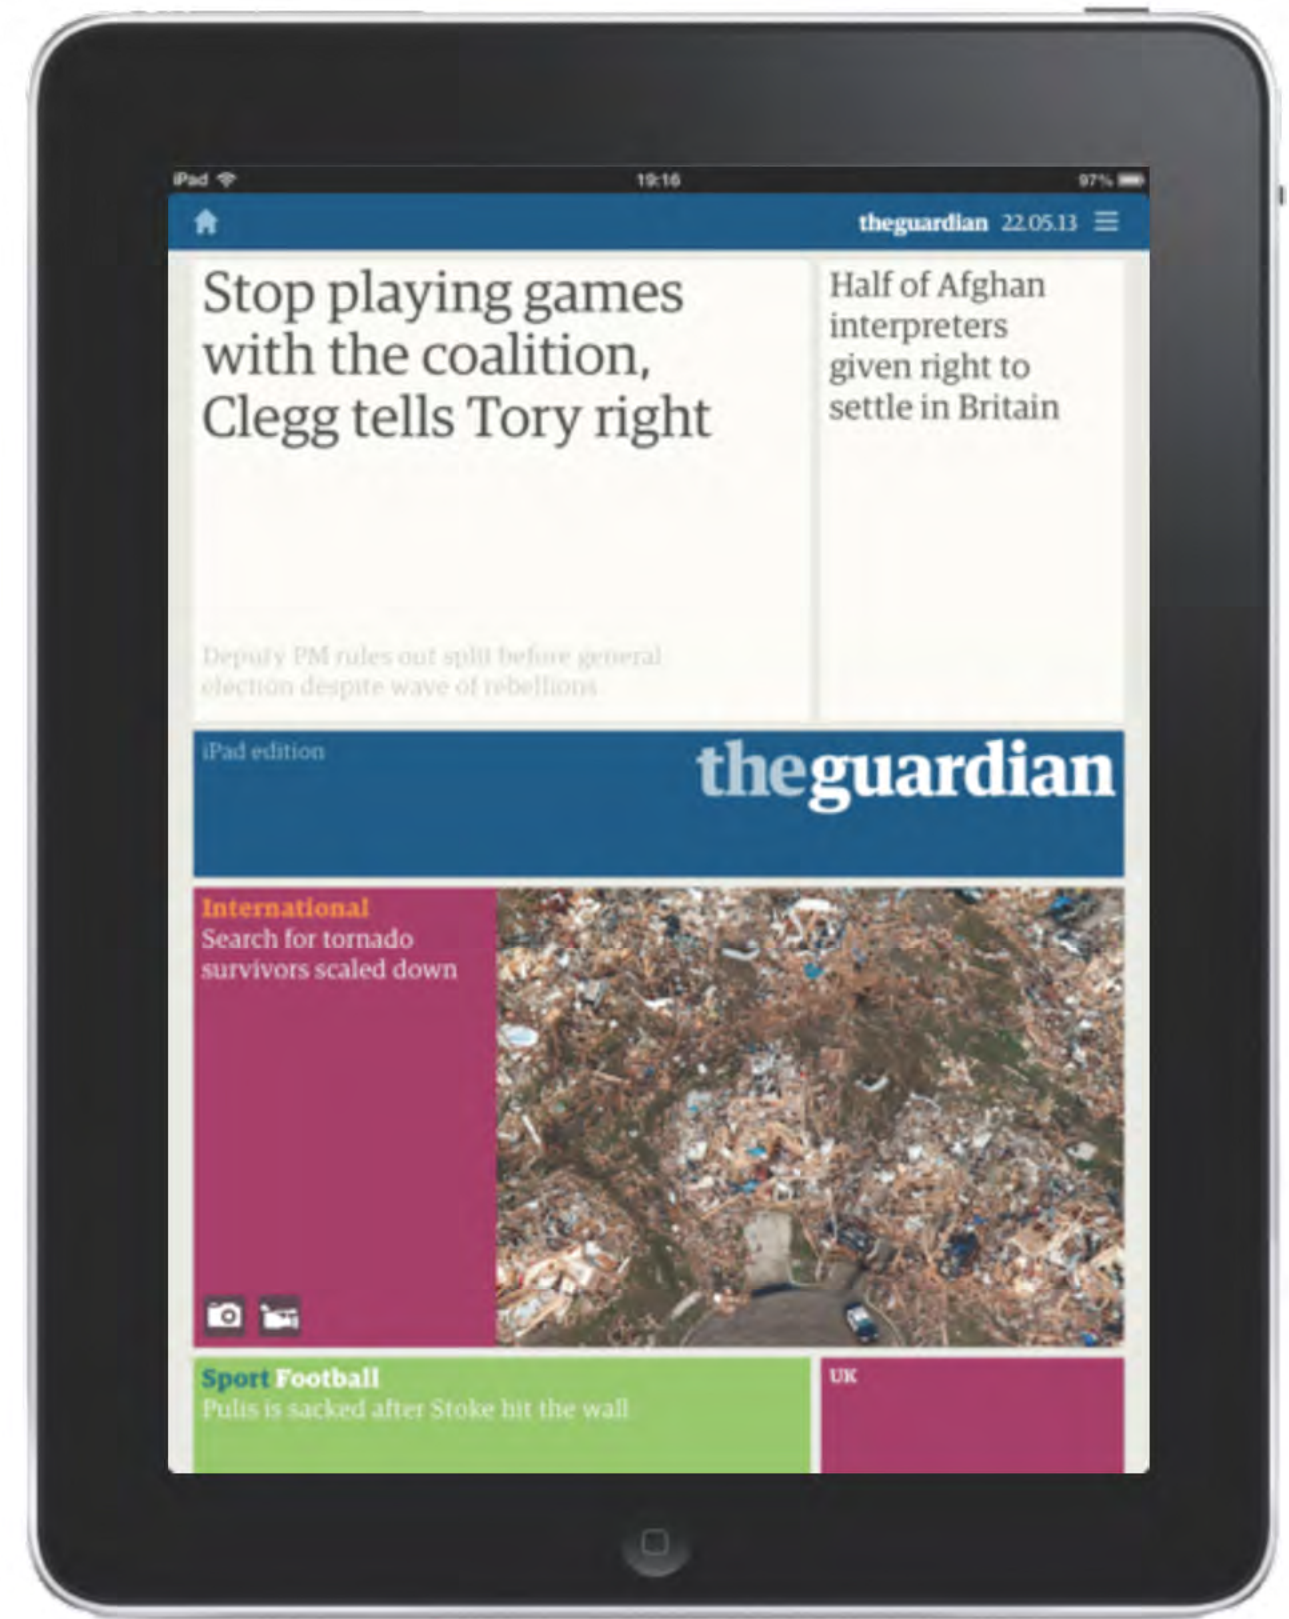 iPad
19:16
97%
theguardian 22.05.13
Stop playing games
with the coalition,
Clegg tells Tory right
Deputy PM rules out split before general
election despite wave of rebellions
Half of Afghan
interpreters
given right to
settle in Britain
iPad edition
theguardian
International
Search for tornado
survivors scaled down
Sport Football
Pulis is sacked after Stoke hit the wall
UK